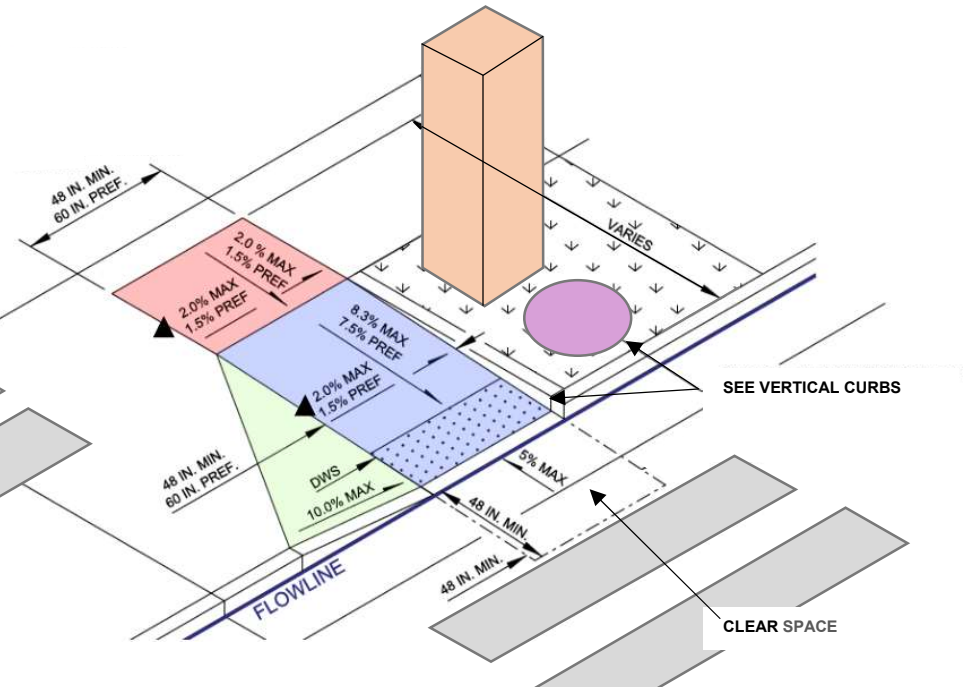 48 IN. MIN.
60 IN. PREF.
2.0 % MAX
1.5% PREF
2.0% MAX
1.5% PREF
VARIES
8.3% MAX
7.5% PREF
2.0% MAX
1.5% PREF
SEE VERTICAL CURBS
48 IN. MIN.
60 IN. PREF.
DWS
10.0% MAX
5% MAX
48 IN. MIN.
48 IN. MIN.
FLOWLINE
CLEAR SPACE